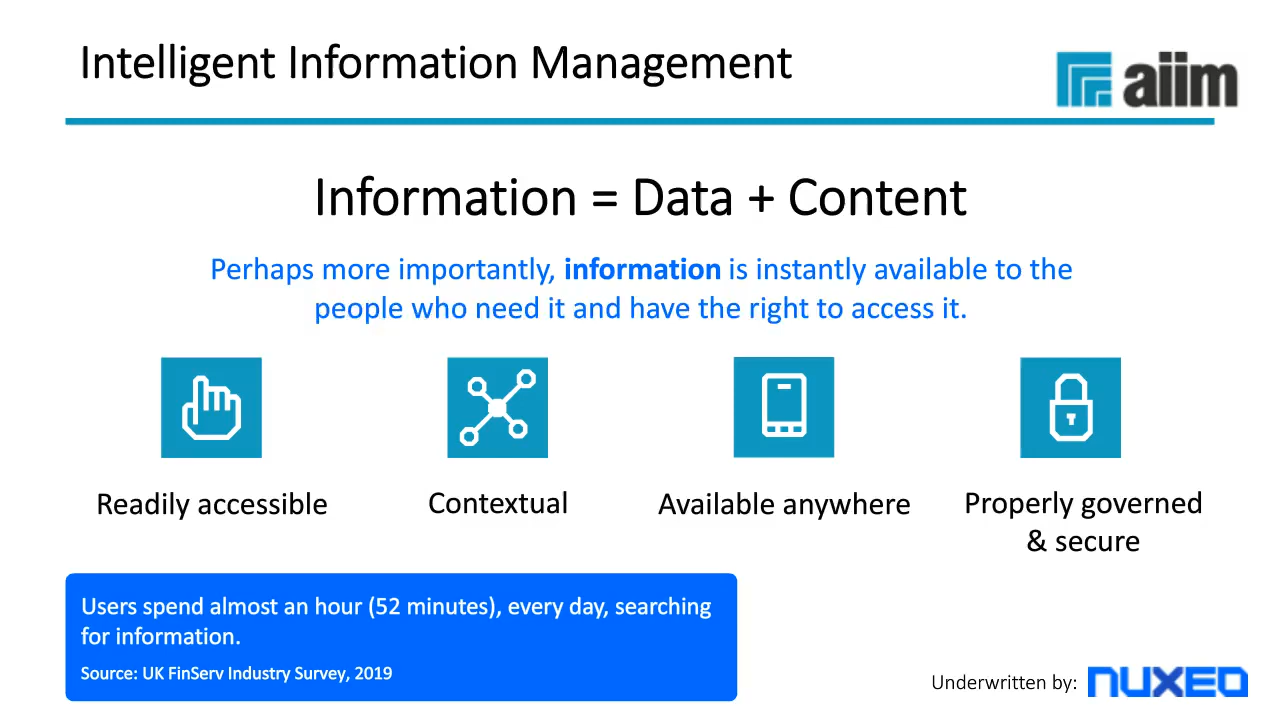 Intelligent Information Management
aiim
Information = Data + Content
Perhaps more importantly, information is instantly available to the
people who need it and have the right to access it.
Readily accessible
Contextual
Available anywhere
Properly governed
& secure
Users spend almost an hour (52 minutes), every day, searching
for information.
Source: UK FinServ Industry Survey, 2019
Underwritten by:
nuxeo